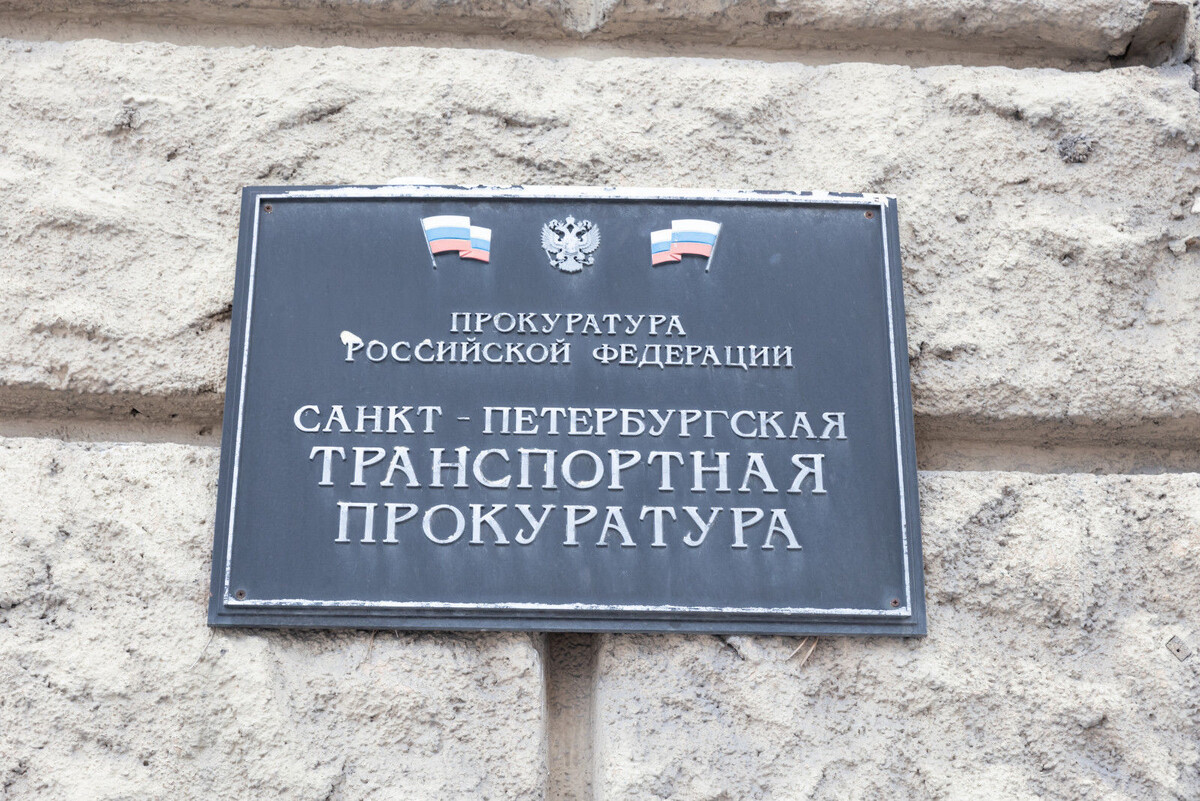 ПРОКУРАТУРА
РОССИЙСКОЙ ФЕДЕРАЦИИ
САНКТ - ПЕТЕРБУРГСКАЯ
ТРАНСПОРТНАЯ
ПРОКУРАТУРА